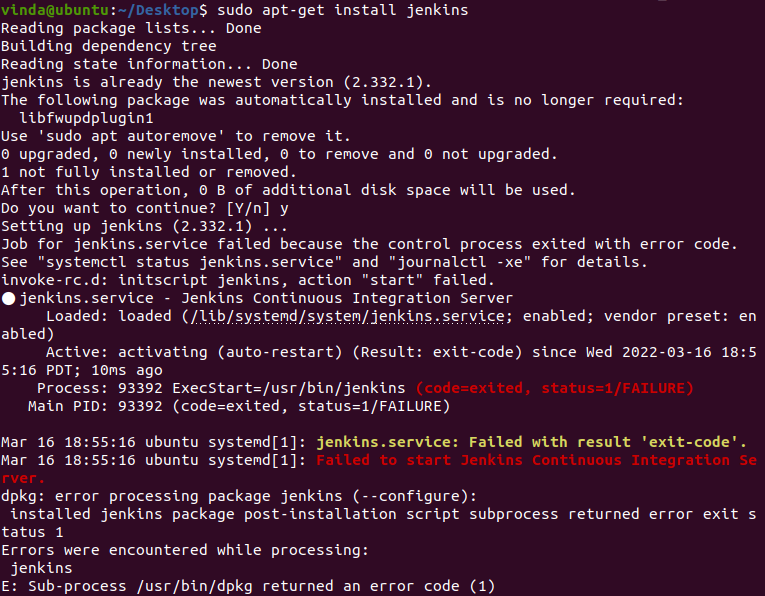 vinda@ubuntu:~/Desktop$ sudo apt-get install jenkins
Reading package lists... Done
Building dependency tree
Reading state information... Done
jenkins is already the newest version (2.332.1).
The following package was automatically installed and is no longer required:
  libfwupdplugin1
Use 'sudo apt autoremove' to remove it.
0 upgraded, 0 newly installed, 0 to remove and 0 not upgraded.
1 not fully installed or removed.
After this operation, 0 B of additional disk space will be used.
Do you want to continue? [Y/n] y
Setting up jenkins (2.332.1) ...
Job for jenkins.service failed because the control process exited with error code.
See "systemctl status jenkins.service" and "journalctl -xe" for details.
invoke-rc.d: initscript jenkins, action "start" failed.
● jenkins.service - Jenkins Continuous Integration Server
     Loaded: loaded (/lib/systemd/system/jenkins.service; enabled; vendor preset: en
abled)
     Active: activating (auto-restart) (Result: exit-code) since Wed 2022-03-16 18:5
5:16 PDT; 10ms ago
    Process: 93392 ExecStart=/usr/bin/jenkins (code=exited, status=1/FAILURE)
   Main PID: 93392 (code=exited, status=1/FAILURE)

Mar 16 18:55:16 ubuntu systemd[1]: jenkins.service: Failed with result 'exit-code'.
Mar 16 18:55:16 ubuntu systemd[1]: Failed to start Jenkins Continuous Integration Se
rver.
dpkg: error processing package jenkins (--configure):
 installed jenkins package post-installation script subprocess returned error exit s
tatus 1
Errors were encountered while processing:
 jenkins
E: Sub-process /usr/bin/dpkg returned an error code (1)